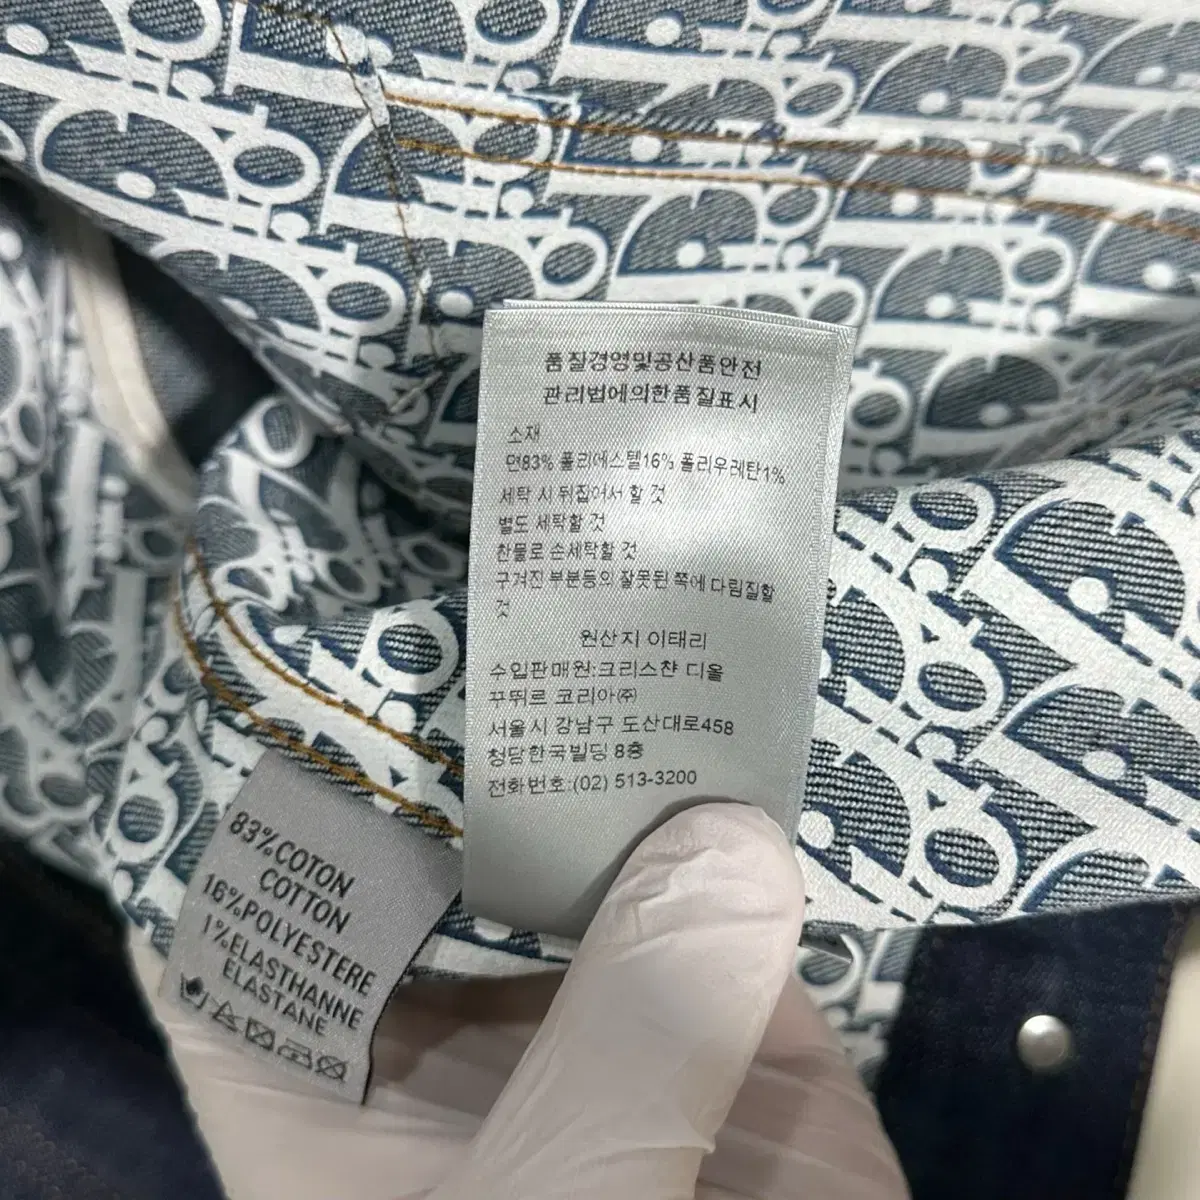 품질경영및공산품안전
관리법에의한품질표시
소재
면83% 폴리에스텔16% 폴리우레탄1%
세탁 시 뒤집어서 할 것
별도 세탁할 것
찬물로 손세탁할 것
구겨진 부분등의 잘못된 쪽에 다림질할
것
원산지 이태리
수입판매원:크리스챤 디올
꾸뛰르 코리아㈜
서울시 강남구 도산대로458
청담한국빌딩 8층
전화번호:(02) 513-3200
83%COTON
COTTON
16%POLYESTERE
1%ELASTHANNE
ELASTANE
Dior